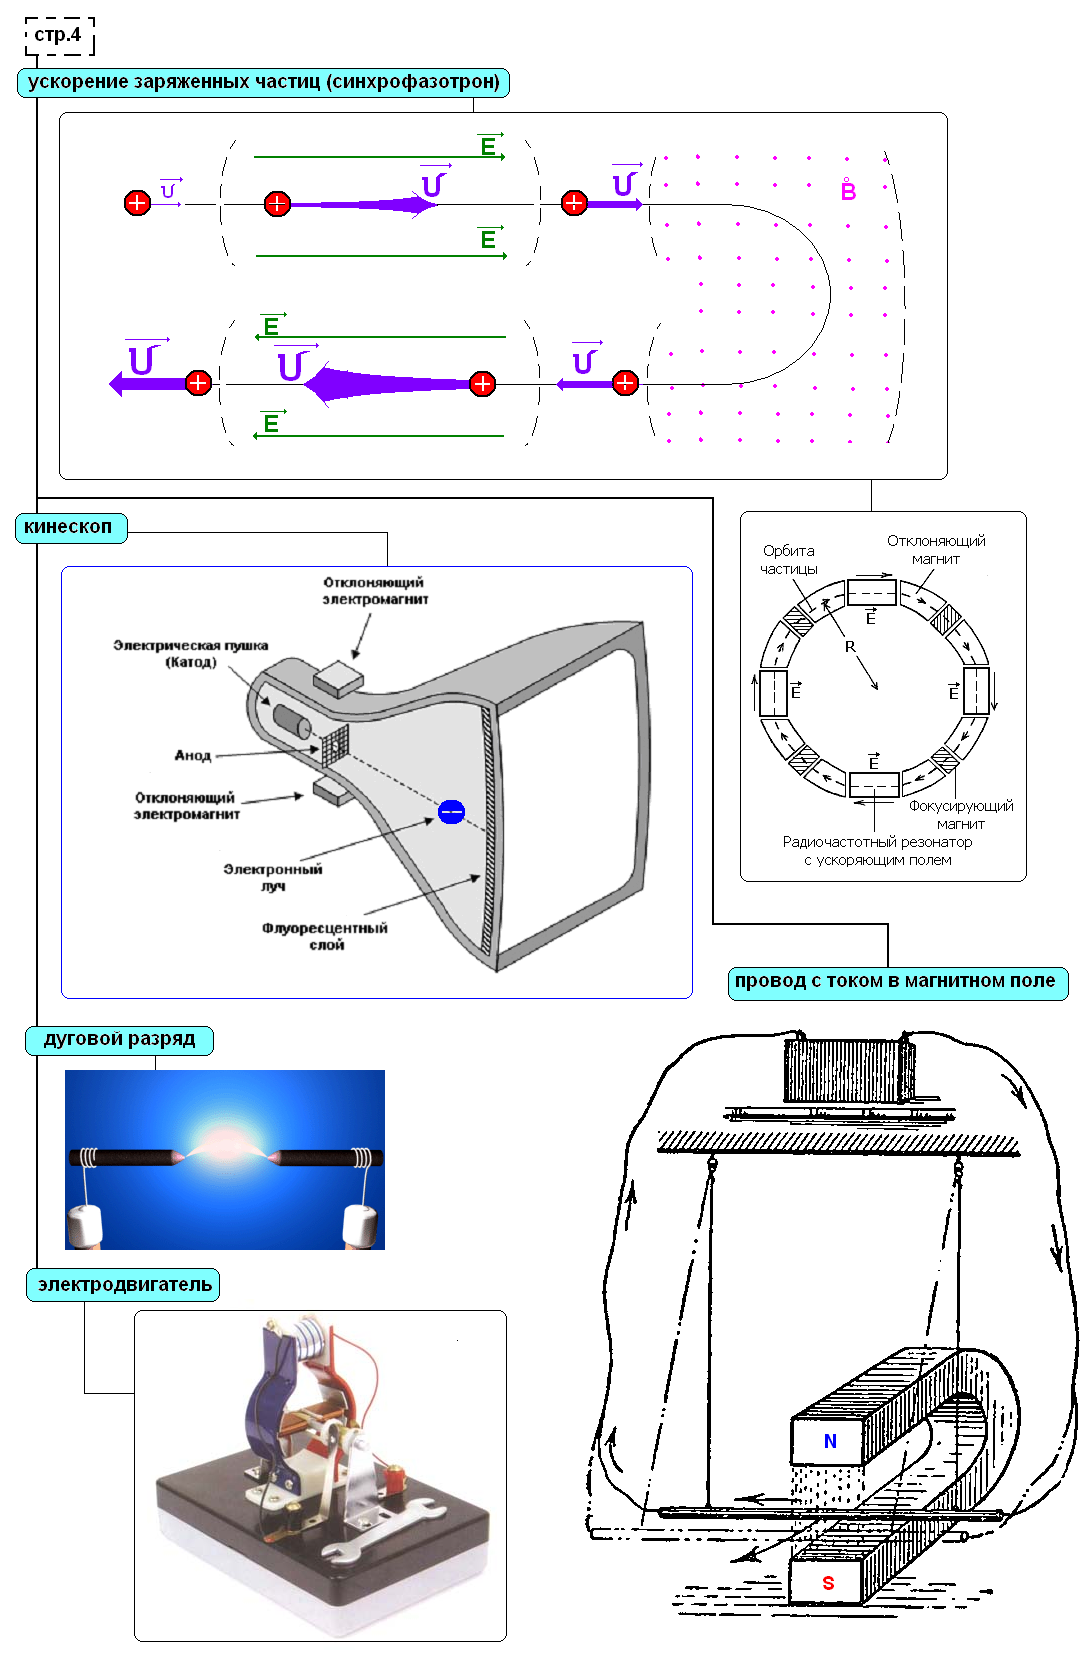 стр.4
ускорение заряженных частиц (синхрофазотрон)
E
υ
υ
υ
B
E
E
υ
υ
υ
E
кинескоп
Отклоняющий
электромагнит
Электрическая пушка
(Катод)
Анод
Отклоняющий
электромагнит
Электронный
луч
Флуоресцентный
слой
Орбита
частицы
Отклоняющий
магнит
E
R
E
E
E
Фокусирующий
магнит
Радиочастотный резонатор
с ускоряющим полем
провод с током в магнитном поле
N
S
дуговой разряд
электродвигатель